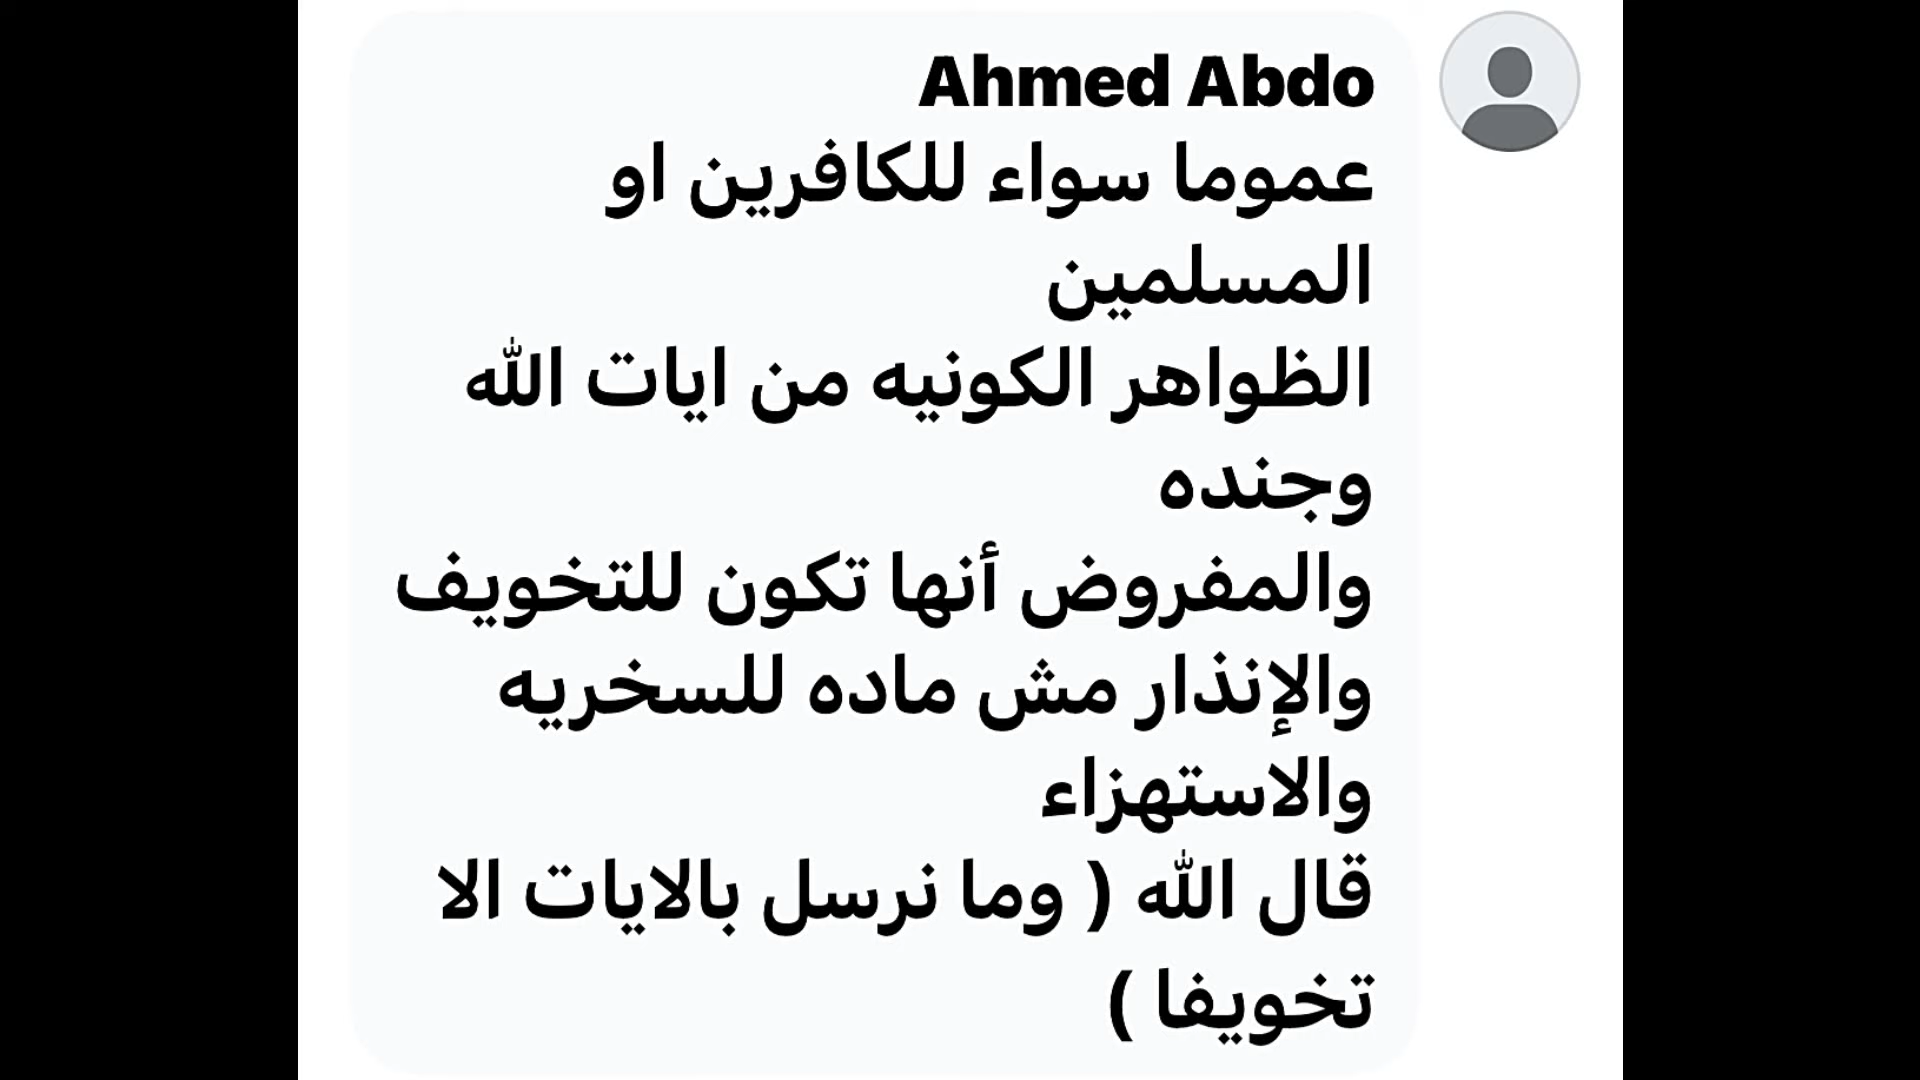 Ahmed Abdo
عموما سواء للكافرين او
المسلمين
الظواهر الكونيه من ايات الله
وجنده
والمفروض أنها تكون للتخويف
والإنذار مش ماده للسخريه
والاستهزاء
قال الله ( وما نرسل بالايات الا
تخويفا )